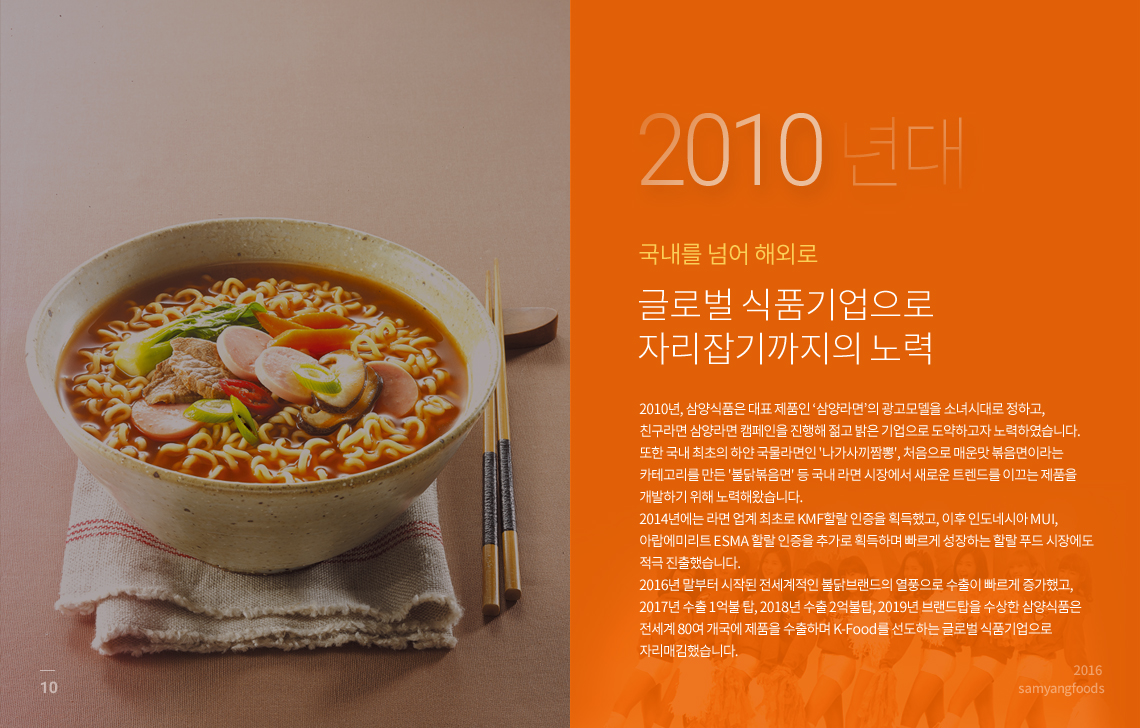 2010 년대
국내를 넘어 해외로
글로벌 식품기업으로
자리잡기까지의 노력
2010년, 삼양식품은 대표 제품인 ‘삼양라면’의 광고모델을 소녀시대로 정하고,
친구라면 삼양라면 캠페인을 진행해 젊고 밝은 기업으로 도약하고자 노력하였습니다.
또한 국내 최초의 하얀 국물라면인 '나가사끼짬뽕', 처음으로 매운맛 볶음면이라는
카테고리를 만든 '불닭볶음면' 등 국내 라면 시장에서 새로운 트렌드를 이끄는 제품을
개발하기 위해 노력해왔습니다.
2014년에는 라면 업계 최초로 KMF할랄 인증을 획득했고, 이후 인도네시아 MUI,
아랍에미리트 ESMA 할랄 인증을 추가로 획득하며 빠르게 성장하는 할랄 푸드 시장에도
적극 진출했습니다.
2016년 말부터 시작된 전세계적인 불닭브랜드의 열풍으로 수출이 빠르게 증가했고,
2017년 수출 1억불 탑, 2018년 수출 2억불탑, 2019년 브랜드탑을 수상한 삼양식품은
전세계 80여 개국에 제품을 수출하며 K-Food를 선도하는 글로벌 식품기업으로
자리매김했습니다.
10
2016
samyangfoods